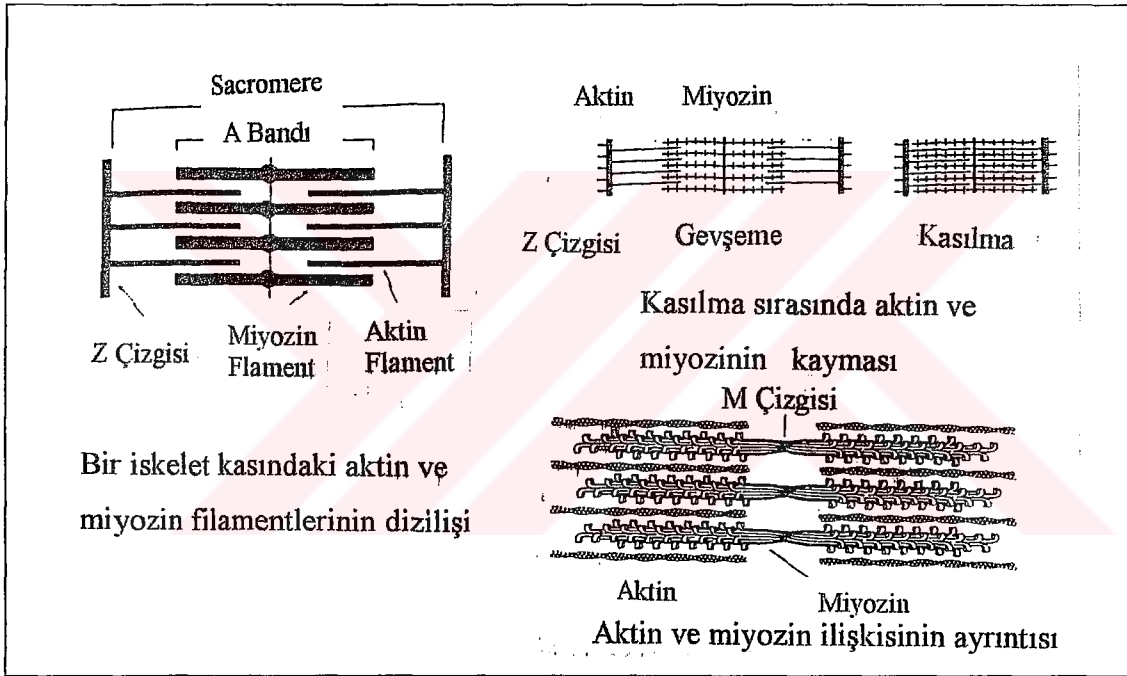 Sacromere
A Bandı
Z Çizgisi
Miyozin
Flament
Aktin
Flament
Bir iskelet kasındaki aktin ve
miyozin filamentlerinin dizilişi
Aktin Miyozin
Z Çizgisi Gevşeme Kasılma
Kasılma sırasında aktin ve
miyozinin kayması
M Çizgisi
Aktin Miyozin
Aktin ve miyozin ilişkisinin ayrıntısı